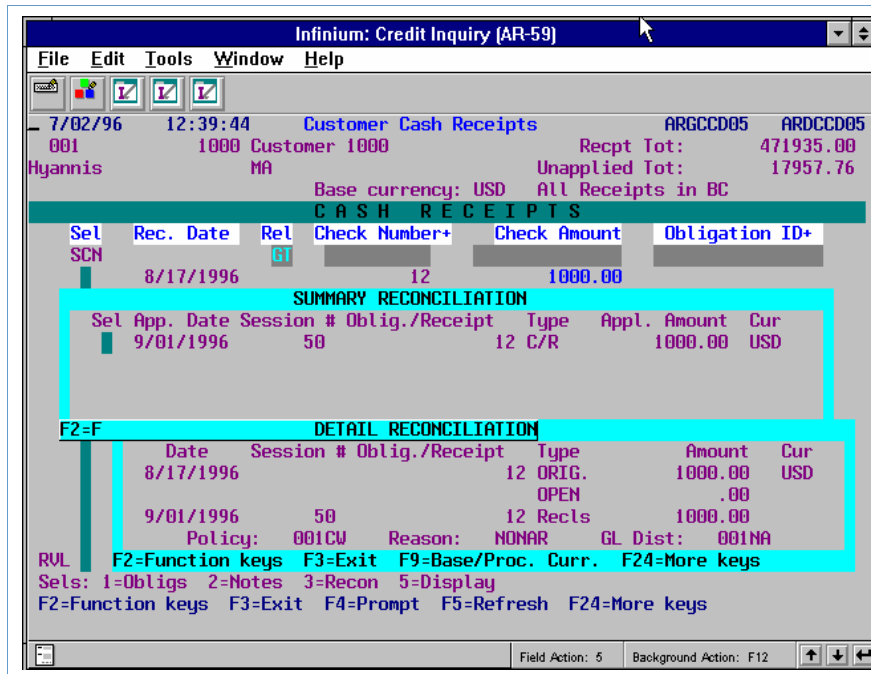 Infinium: Credit Inquiry (AR-59)
File Edit Tools Window Help
7/02/96 12:39:44 Customer Cash Receipts ARGCCD05 ARDCCD05
001 1000 Customer 1000 Recpt Tot: 471935.00
Hyannis MA Unapplied Tot: 17957.76
Base currency: USD All Receipts in BC
C A S H R E C E I P T S
Sel Rec. Date Rel Check Number+ Check Amount Obligation ID+
SCN GT
8/17/1996 12 1000.00
SUMMARY RECONCILIATION
Sel App. Date Session # Oblig./Receipt Type Appl. Amount Cur
9/01/1996 50 12 C/R 1000.00 USD
F2=F DETAIL RECONCILIATION
Date Session # Oblig./Receipt Type Amount Cur
8/17/1996 12 ORIG. 1000.00 USD
OPEN .00
9/01/1996 50 12 Recls 1000.00
Policy: 001CW Reason: NONAR GL Dist: 001NA
RVL F2=Function keys F3=Exit F9=Base/Proc. Curr. F24=More keys
Sels: 1=Obligs 2=Notes 3=Recon 5=Display
F2=Function keys F3=Exit F4=Prompt F5=Refresh F24=More keys
Field Action: 5 Background Action: F12